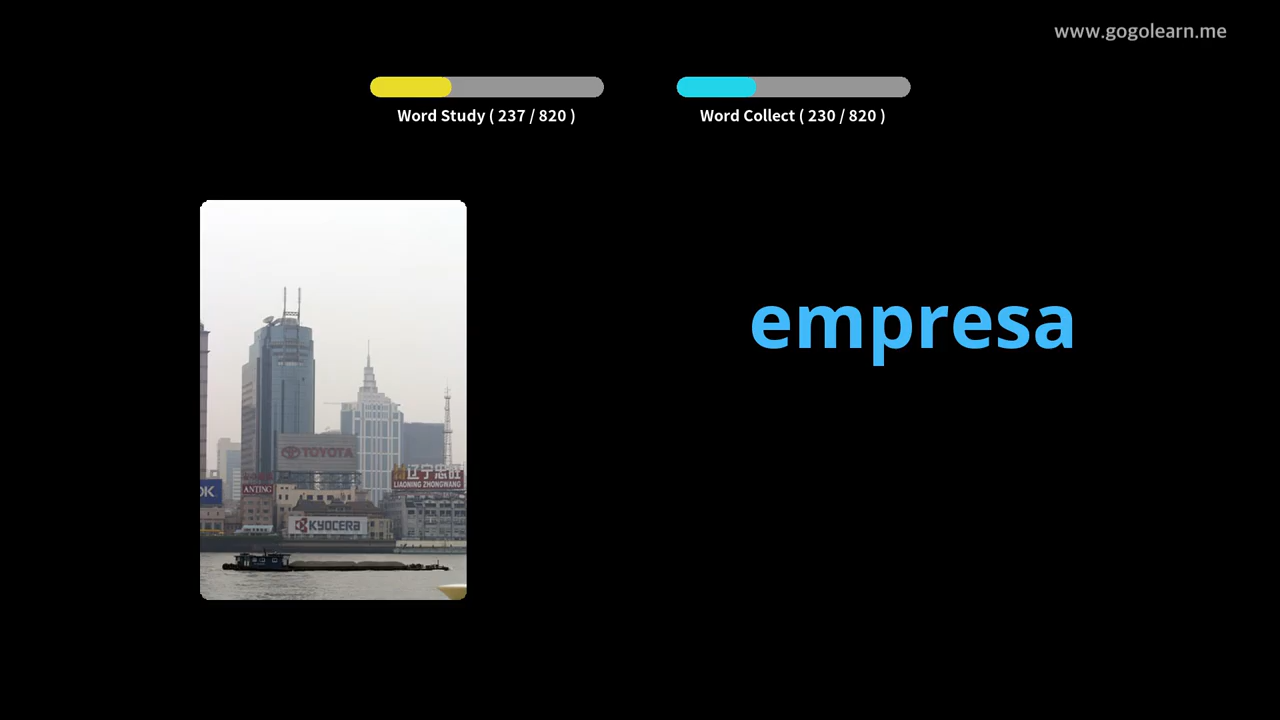 www.gogolearn.me
Word Study ( 237 / 820 )
Word Collect ( 230 / 820 )
empresa
TOYOTA
辽宁忠旺
LIAONING ZHONGWANG
ANTING
OK
KYOCERA